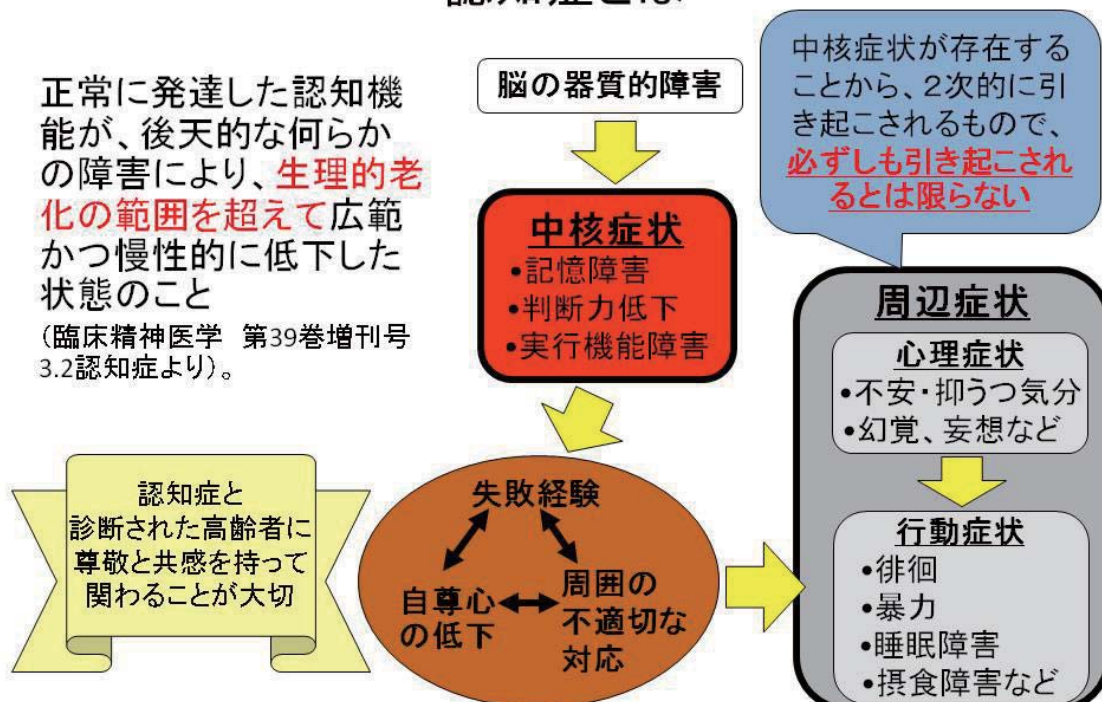 正常に発達した認知機
能が、後天的な何らか
の障害により、生理的老
化の範囲を超えて広範
かつ慢性的に低下した
状態のこと
(臨床精神医学 第39巻増刊号
3.2認知症より)。
脳の器質的障害
中核症状が存在する
ことから、2次的に引
き起こされるもので、
必ずしも引き起こされ
るとは限らない
中核症状
•記憶障害
•判断力低下
•実行機能障害
周辺症状
心理症状
•不安・抑うつ気分
•幻覚、妄想など
行動症状
•徘徊
•暴力
•睡眠障害
•摂食障害など
失敗経験
自尊心
の低下
周囲の
不適切な
対応
認知症と
診断された高齢者に
尊敬と共感を持って
関わることが大切